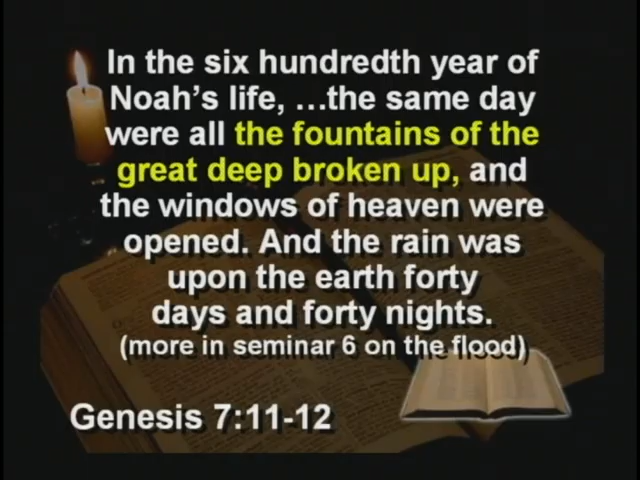 In the six hundredth year of
Noah's life, …the same day
were all the fountains of the
great deep broken up, and
the windows of heaven were
opened. And the rain was
upon the earth forty
days and forty nights.
(more in seminar 6 on the flood)
Genesis 7:11-12